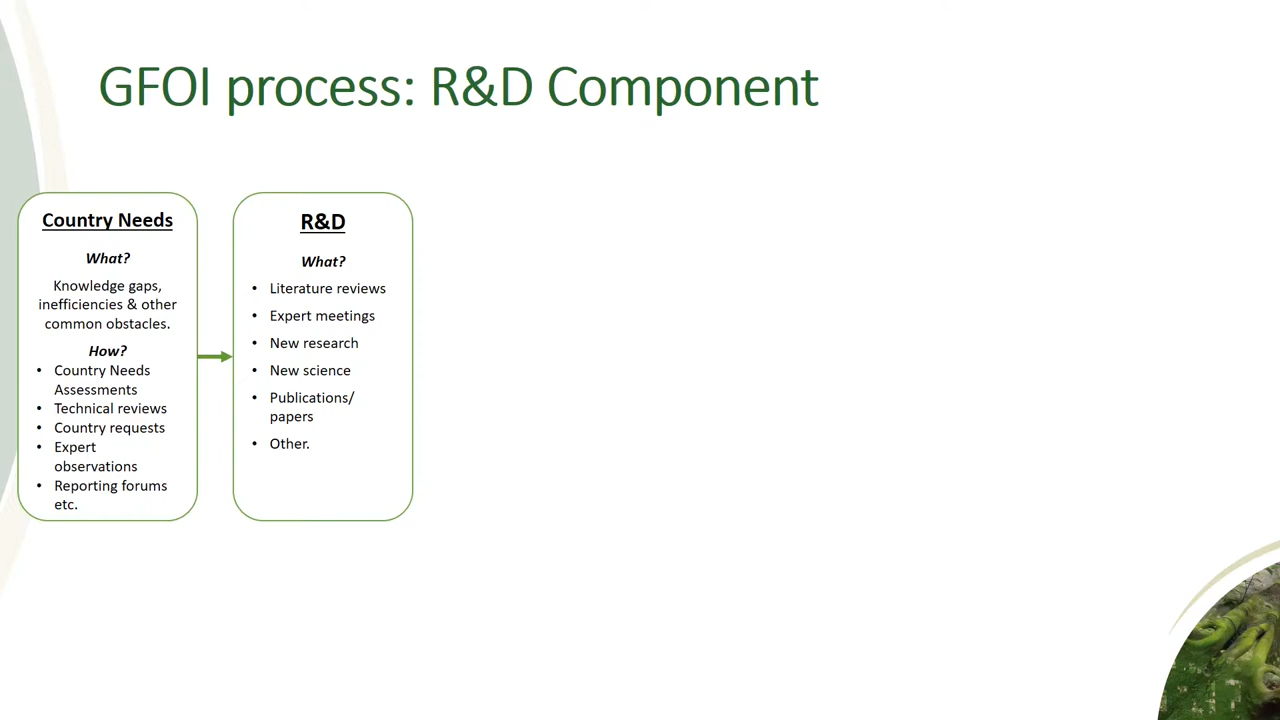 GFOI process: R&D Component
Country Needs
What?
Knowledge gaps,
inefficiencies & other
common obstacles.
How?
• Country Needs
Assessments
• Technical reviews
• Country requests
• Expert
observations
• Reporting forums
etc.
R&D
What?
• Literature reviews
• Expert meetings
• New research
• New science
• Publications/
papers
• Other.